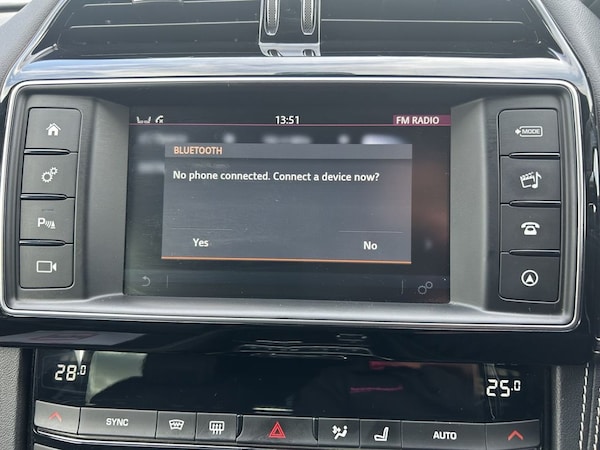 13:51
FM RADIO
MODE
BLUETOOTH
No phone connected. Connect a device now?
P
Yes
No
28.0
25.0
SYNC
AUTO